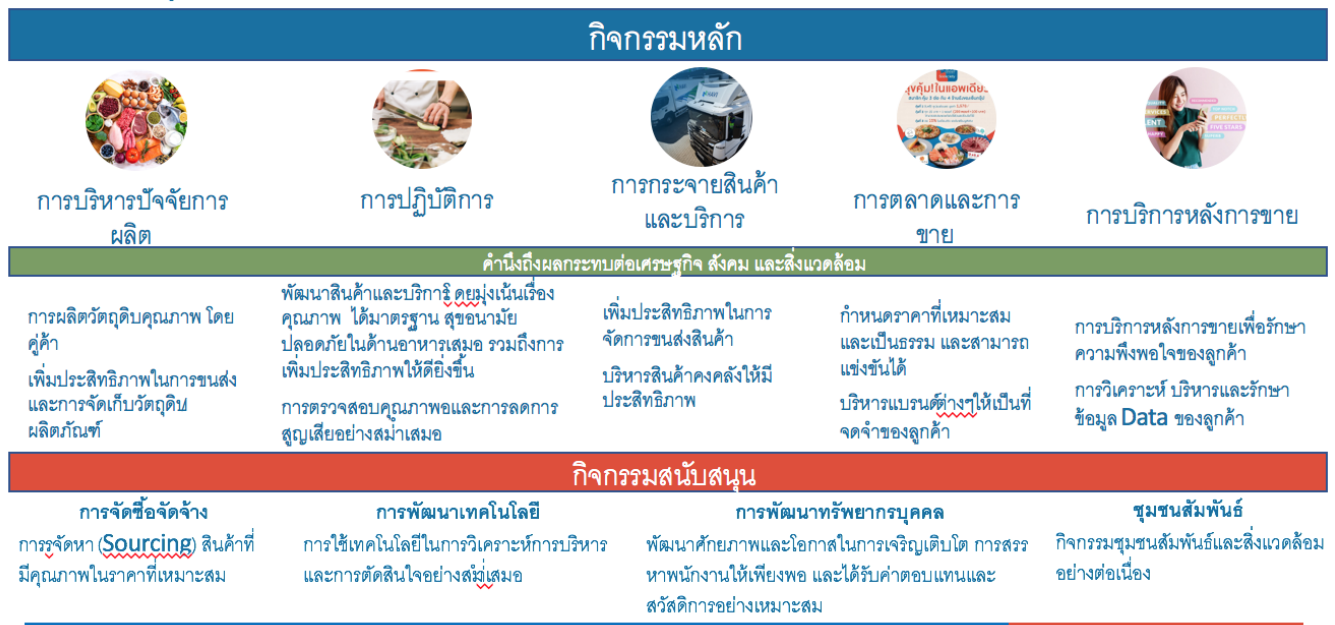 กิจกรรมหลัก
การบริหารปัจจัยการ
ผลิต
การปฏิบัติการ
การกระจายสินค้า
และบริการ
การตลาดและการ
ขาย
การบริการหลังการขาย
คำนึงถึงผลกระทบต่อเศรษฐกิจ สังคม และสิ่งแวดล้อม
การผลิตวัตถุดิบคุณภาพ โดย
คู่ค้า
เพิ่มประสิทธิภาพในการขนส่ง
และการจัดเก็บวัตถุดิบ/
ผลิตภัณฑ์
พัฒนาสินค้าและบริการโดยมุ่งเน้นเรื่อง
คุณภาพ ได้มาตรฐาน สุขอนามัย
ปลอดภัยในด้านอาหารเสมอ รวมถึงการ
เพิ่มประสิทธิภาพให้ดียิ่งขึ้น
การตรวจสอบคุณภาพอและการลดการ
สูญเสียอย่างสม่ำเสมอ
เพิ่มประสิทธิภาพในการ
จัดการขนส่งสินค้า
บริหารสินค้าคงคลังให้มี
ประสิทธิภาพ
กำหนดราคาที่เหมาะสม
และเป็นธรรม และสามารถ
แข่งขันได้
บริหารแบรนด์ต่างๆให้เป็นที่
จดจำของลูกค้า
การบริการหลังการขายเพื่อรักษา
ความพึงพอใจของลูกค้า
การวิเคราะห์ บริหารและรักษา
ข้อมูล Data ของลูกค้า
กิจกรรมสนับสนุน
การจัดซื้อจัดจ้าง
การรจัดหา (Sourcing) สินค้าที่
มีคุณภาพในราคาที่เหมาะสม
การพัฒนาเทคโนโลยี
การใช้เทคโนโลยีในการวิเคราะห์การบริหาร
และการตัดสินใจอย่างสม่ำเสมอ
การพัฒนาทรัพยากรบุคคล
พัฒนาศักยภาพและโอกาสในการเจริญเติบโต การสรร
หาพนักงานให้เพียงพอ และได้รับค่าตอบแทนและ
สวัสดิการอย่างเหมาะสม
ชุมชนสัมพันธ์
กิจกรรมชุมชนสัมพันธ์และสิ่งแวดล้อม
อย่างต่อเนื่อง